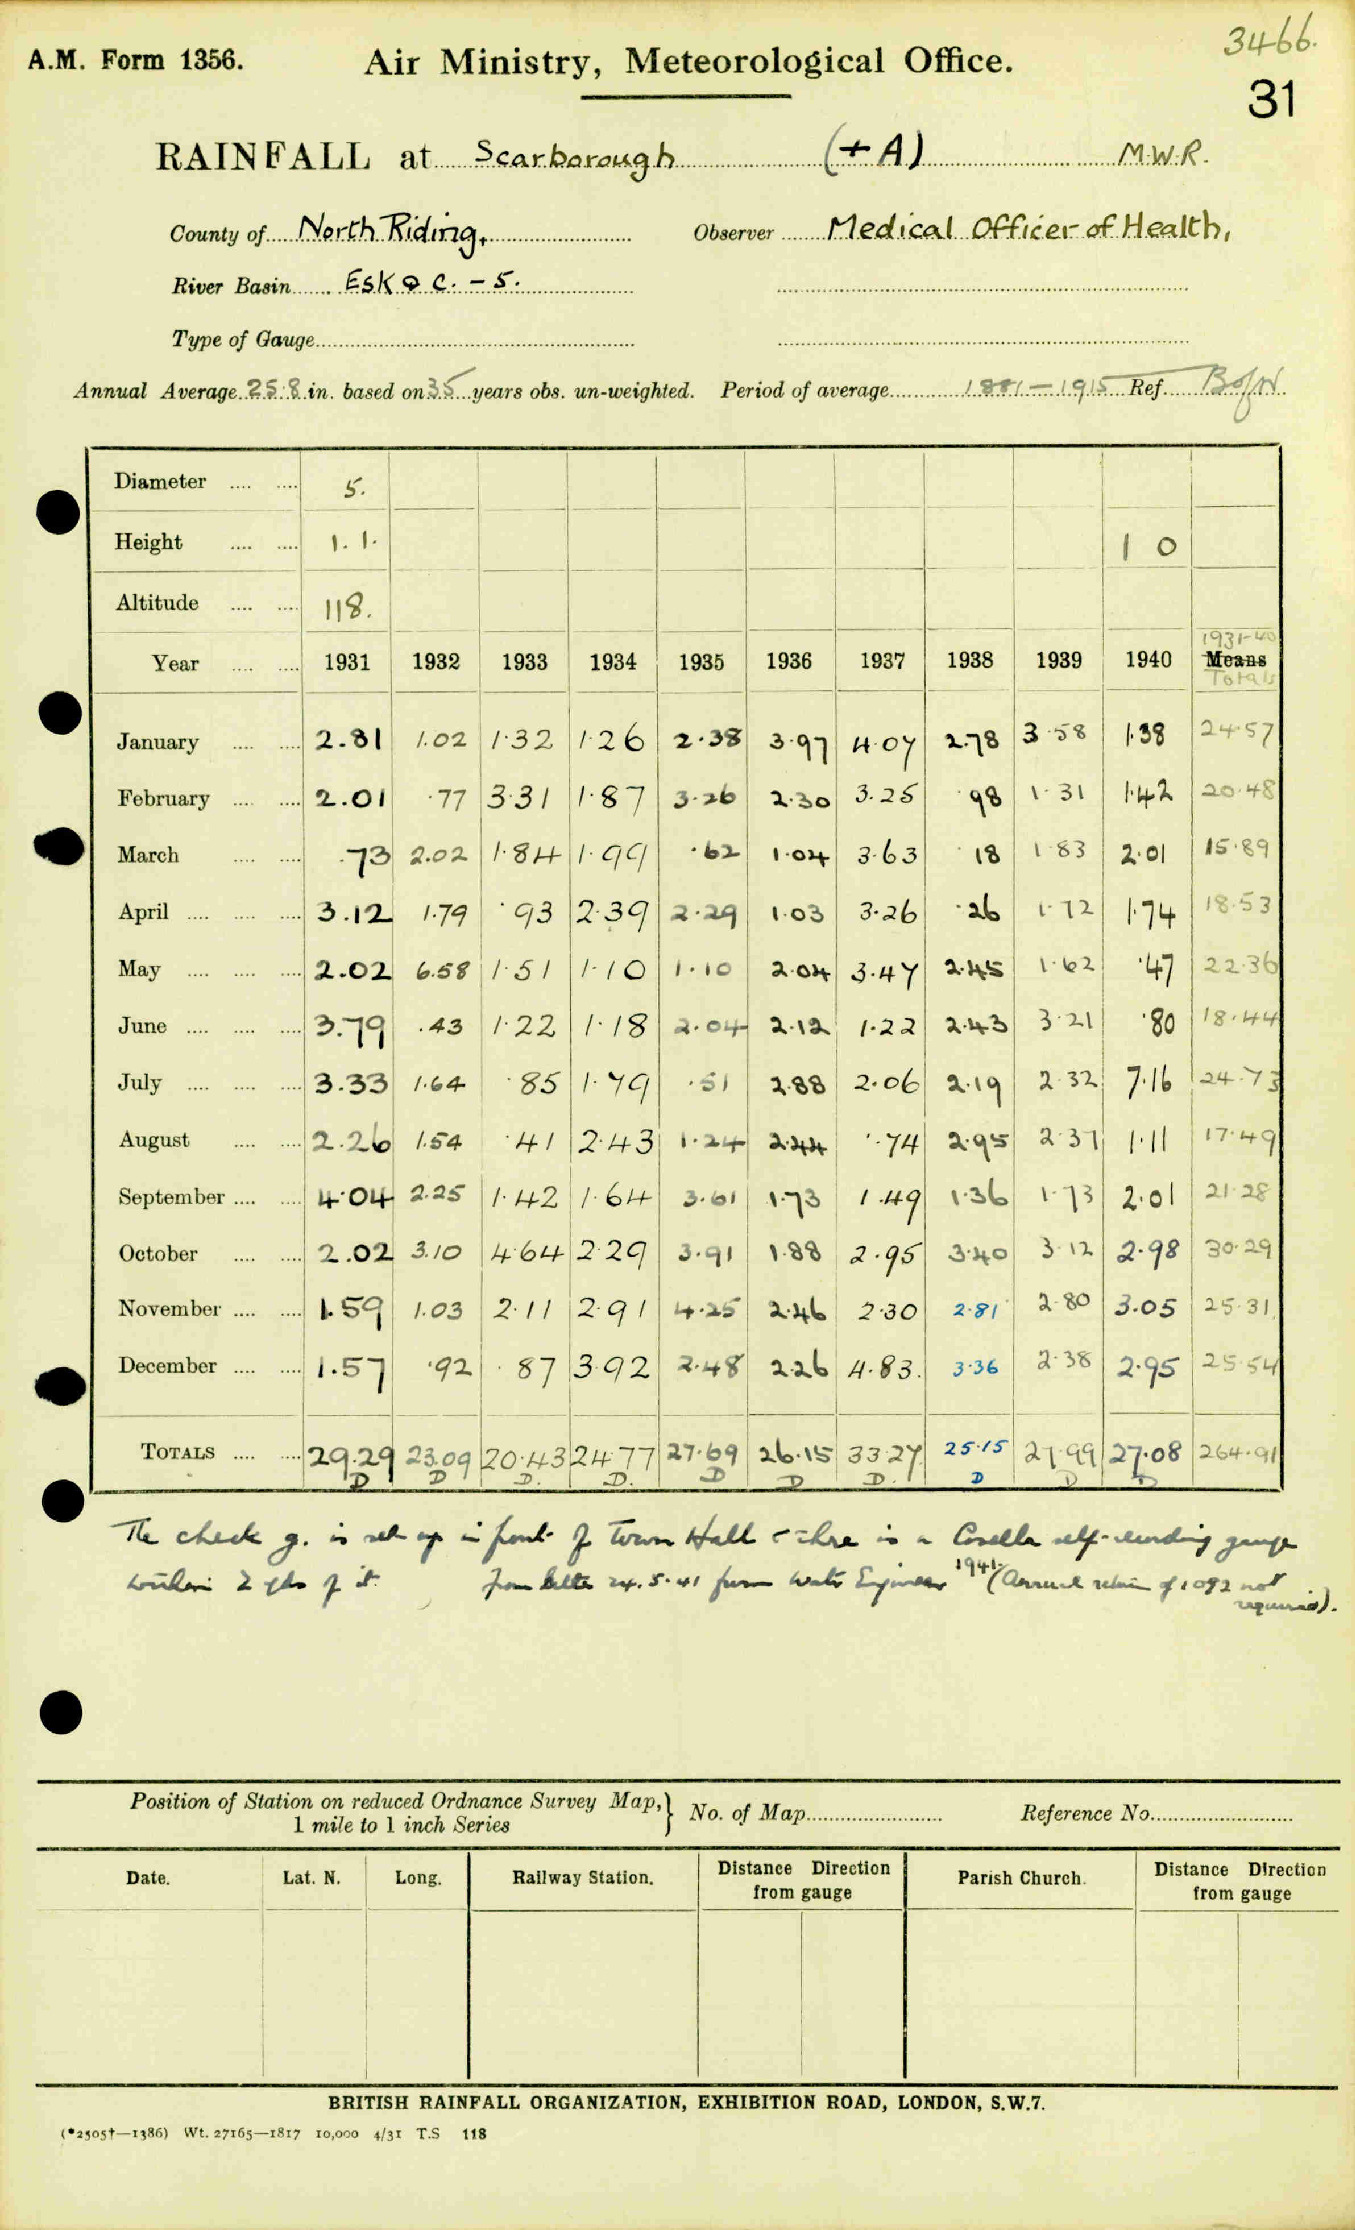 3466.
A.M. Form 1356. Air Ministry, Meteorological Office.
31
RAINFALL at Scarborough (+A) M.W.R.
County of North Riding, Observer Medical Officer of Health,
River Basin Esk & C. - 5.
Type of Gauge
Annual Average 25.8 in. based on 35 years obs. un-weighted. Period of average 1881-1915 Ref. B of W.
Diameter .... .... 5.
Height .... .... 1. 1. 1 0
Altitude .... .... 118.
1931-40
Year .... .... 1931 1932 1933 1934 1935 1936 1937 1938 1939 1940 Means
Totals
January .... .... 2.81 1.02 1.32 1.26 2.38 3.97 4.07 2.78 3.58 1.38 24.57
February .... .... 2.01 .77 3.31 1.87 3.26 2.30 3.25 .98 1.31 1.42 20.48
March .... .... .73 2.02 1.84 1.99 .62 1.04 3.63 .18 1.83 2.01 15.89
April .... .... .... 3.12 1.79 .93 2.39 2.29 1.03 3.26 .26 1.72 1.74 18.53
May .... .... .... 2.02 6.58 1.51 1.10 1.10 2.04 3.47 2.45 1.62 .47 22.36
June .... .... .... 3.79 .43 1.22 1.18 2.04 2.12 1.22 2.43 3.21 .80 18.44
July .... .... .... 3.33 1.64 .85 1.79 .51 2.88 2.06 2.19 2.32 7.16 24.73
August .... .... 2.26 1.54 .41 2.43 1.24 2.44 .74 2.95 2.37 1.11 17.49
September .... .... 4.04 2.25 1.42 1.64 3.61 1.73 1.49 1.36 1.73 2.01 21.28
October .... .... 2.02 3.10 4.64 2.29 3.91 1.88 2.95 3.40 3.12 2.98 30.29
November .... .... 1.59 1.03 2.11 2.91 4.25 2.46 2.30 2.81 2.80 3.05 25.31
December .... .... 1.57 .92 .87 3.92 2.48 2.26 4.83. 3.36 2.38 2.95 25.54
TOTALS .... .... 29.29 23.09 20.43 24.77 27.69 26.15 33.27 25.15 27.99 27.08 264.91
D D D. D. D D D. D D D
The check g. is set up in front of Town Hall & there is a Casella self-recording gauge
within 2 yds of it. From letter 24.5.41 from Water Engineer 1941. (Annual return of 1092 not
required).
Position of Station on reduced Ordnance Survey Map, } No. of Map Reference No.
1 mile to 1 inch Series
Date. Lat. N. Long. Railway Station. Distance Direction Parish Church. Distance Direction
from gauge from gauge
BRITISH RAINFALL ORGANIZATION, EXHIBITION ROAD, LONDON, S.W.7.
(*2505†—1386) Wt. 27165—1817 10,000 4/31 T.S 118